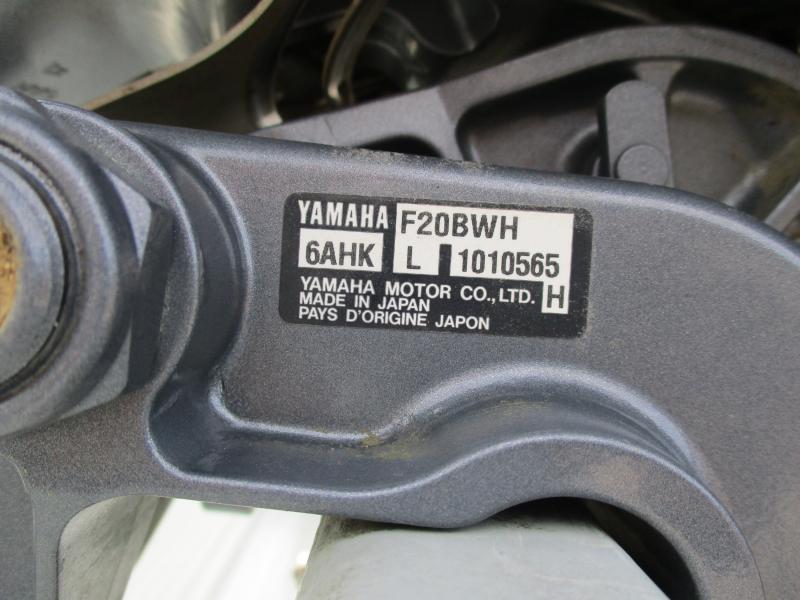 YAMAHA F20BWH
6AHK L 1010565
YAMAHA MOTOR CO.,LTD. H
MADE IN JAPAN
PAYS D'ORIGINE JAPON